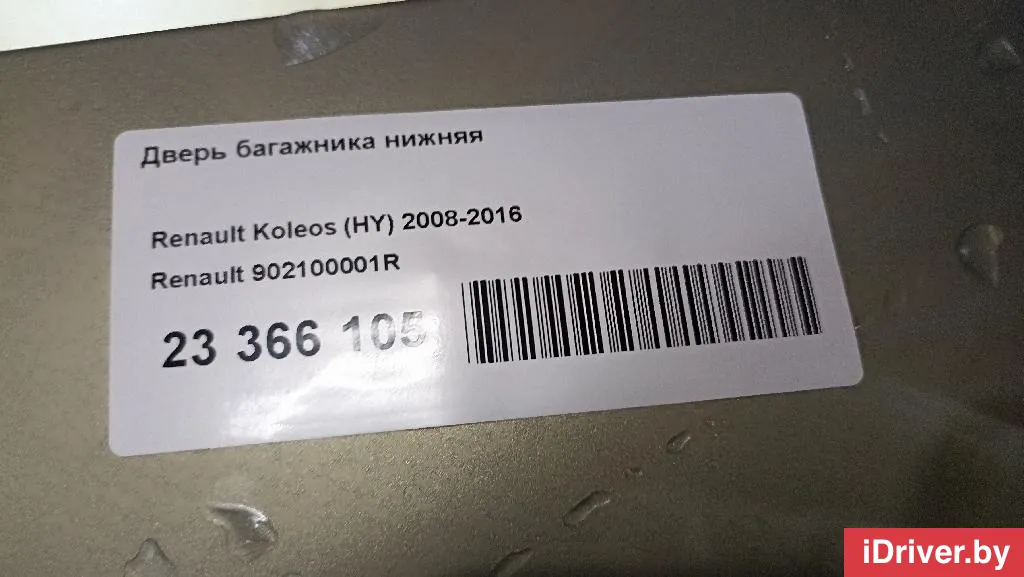 Дверь багажника нижняя
Renault Koleos (HY) 2008-2016
Renault 902100001R
23 366 105
iDriver.by